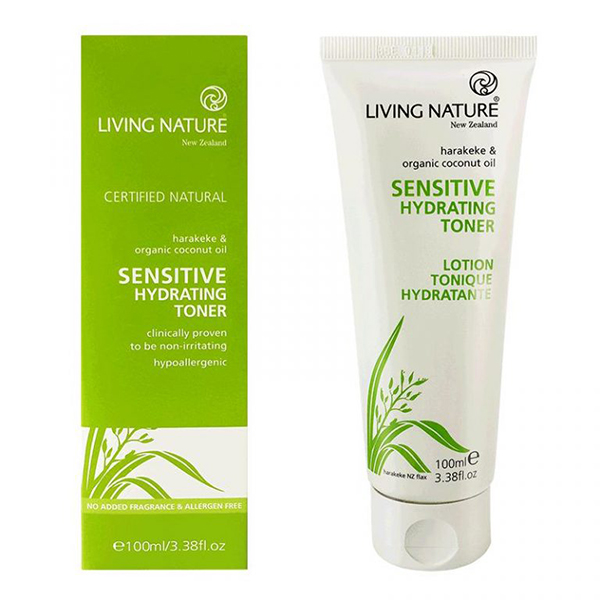 LIVING NATURE®
New Zealand
CERTIFIED NATURAL
harakeke &
organic coconut oil
SENSITIVE
HYDRATING
TONER
clinically proven
to be non-irritating
hypoallergenic
NO ADDED FRAGRANCE & ALLERGEN FREE
℮100ml/3.38fl.oz
LIVING NATURE®
New Zealand
harakeke &
organic coconut oil
SENSITIVE
HYDRATING
TONER
LOTION
TONIQUE
HYDRATANTE
100ml℮
3.38fl.oz
harakeke NZ flax